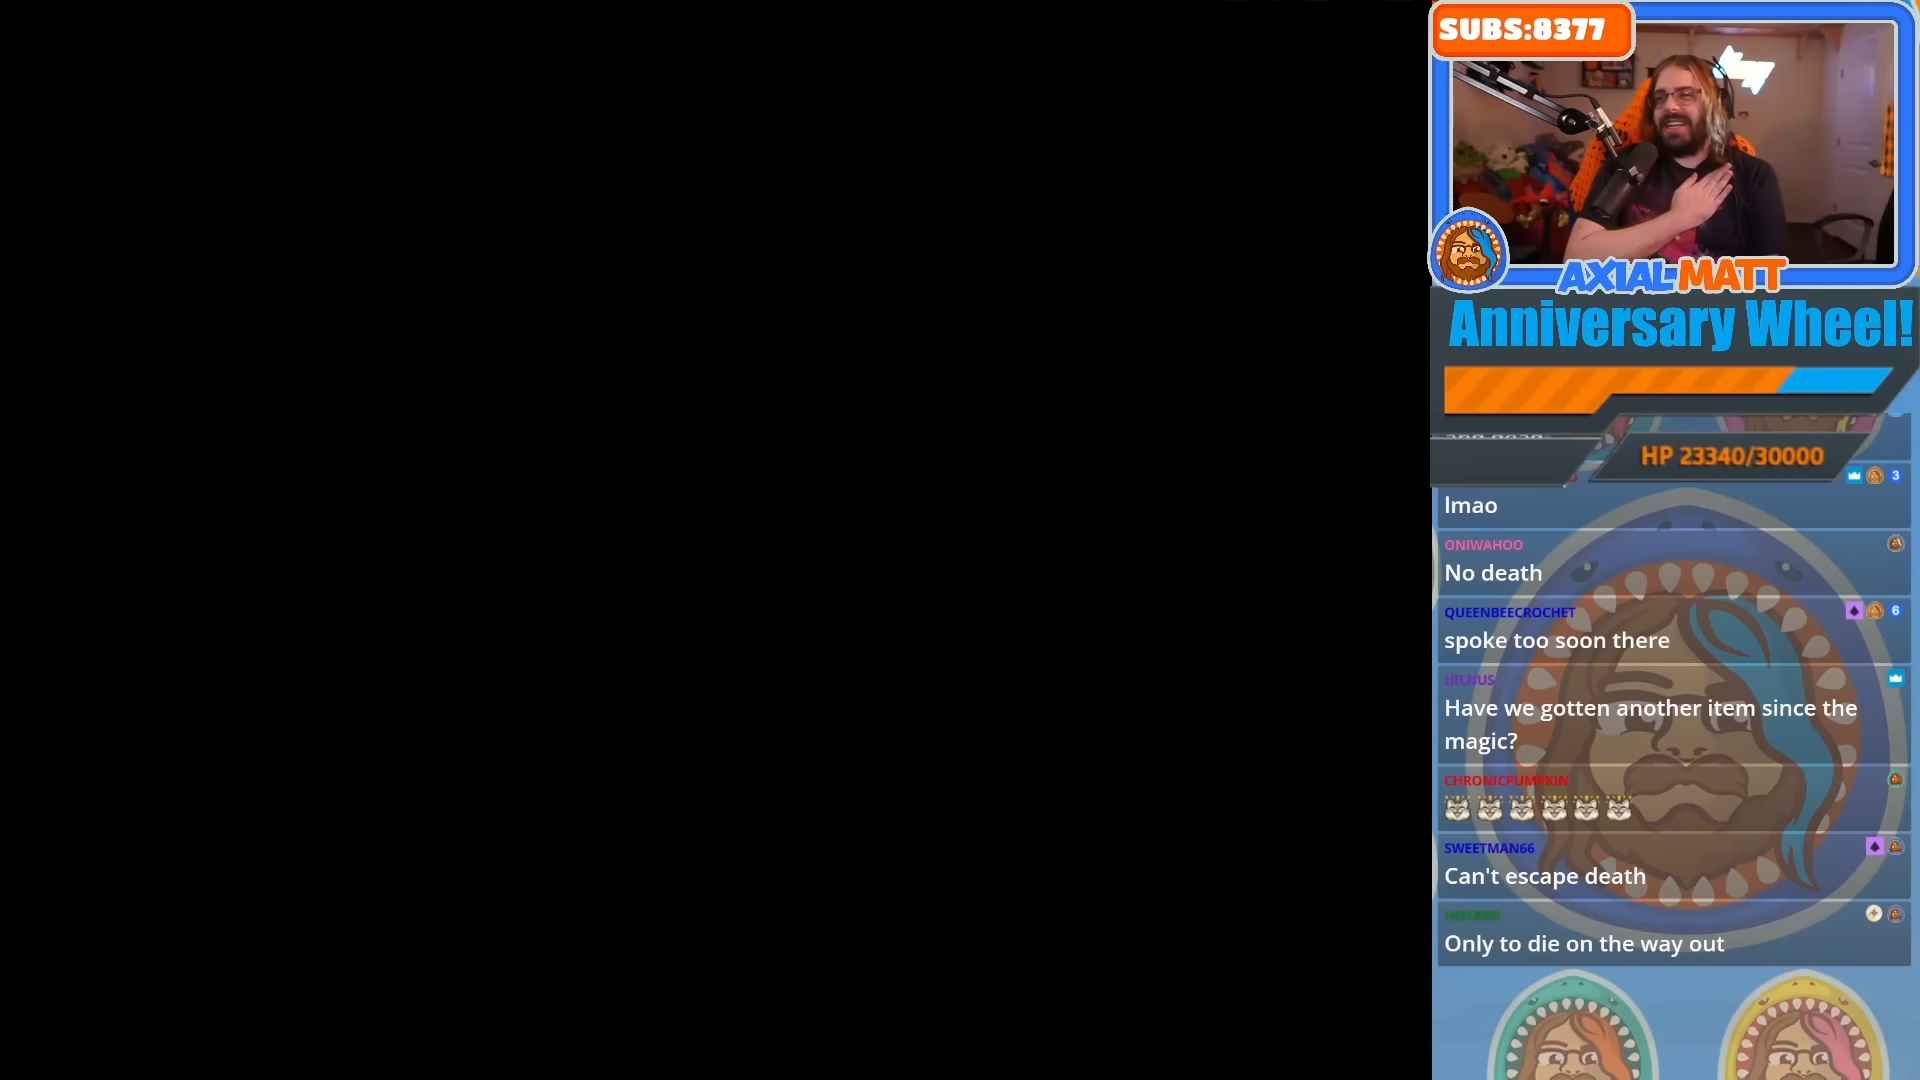 SUBS:8377
AXIAL-MATT
Anniversary Wheel!
HP 23340/30000
3
lmao
ONIWAHOO
No death
QUEENBEECROCHET
6
spoke too soon there
HILNUS
Have we gotten another item since the
magic?
CHRONICPUMPKIN
SWEETMAN66
Can't escape death
Only to die on the way out